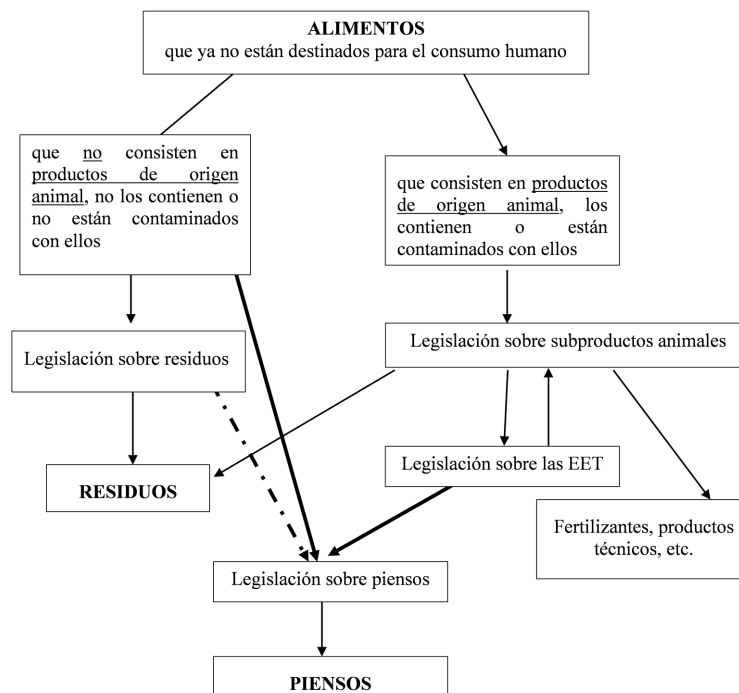 ALIMENTOS
que ya no están destinados para el consumo humano
que no consisten en
productos de origen
animal, no los contienen o
no están contaminados
con ellos
que consisten en productos
de origen animal, los
contienen o están
contaminados con ellos
Legislación sobre residuos
Legislación sobre subproductos animales
RESIDUOS
Legislación sobre las EET
Fertilizantes, productos
técnicos, etc.
Legislación sobre piensos
PIENSOS